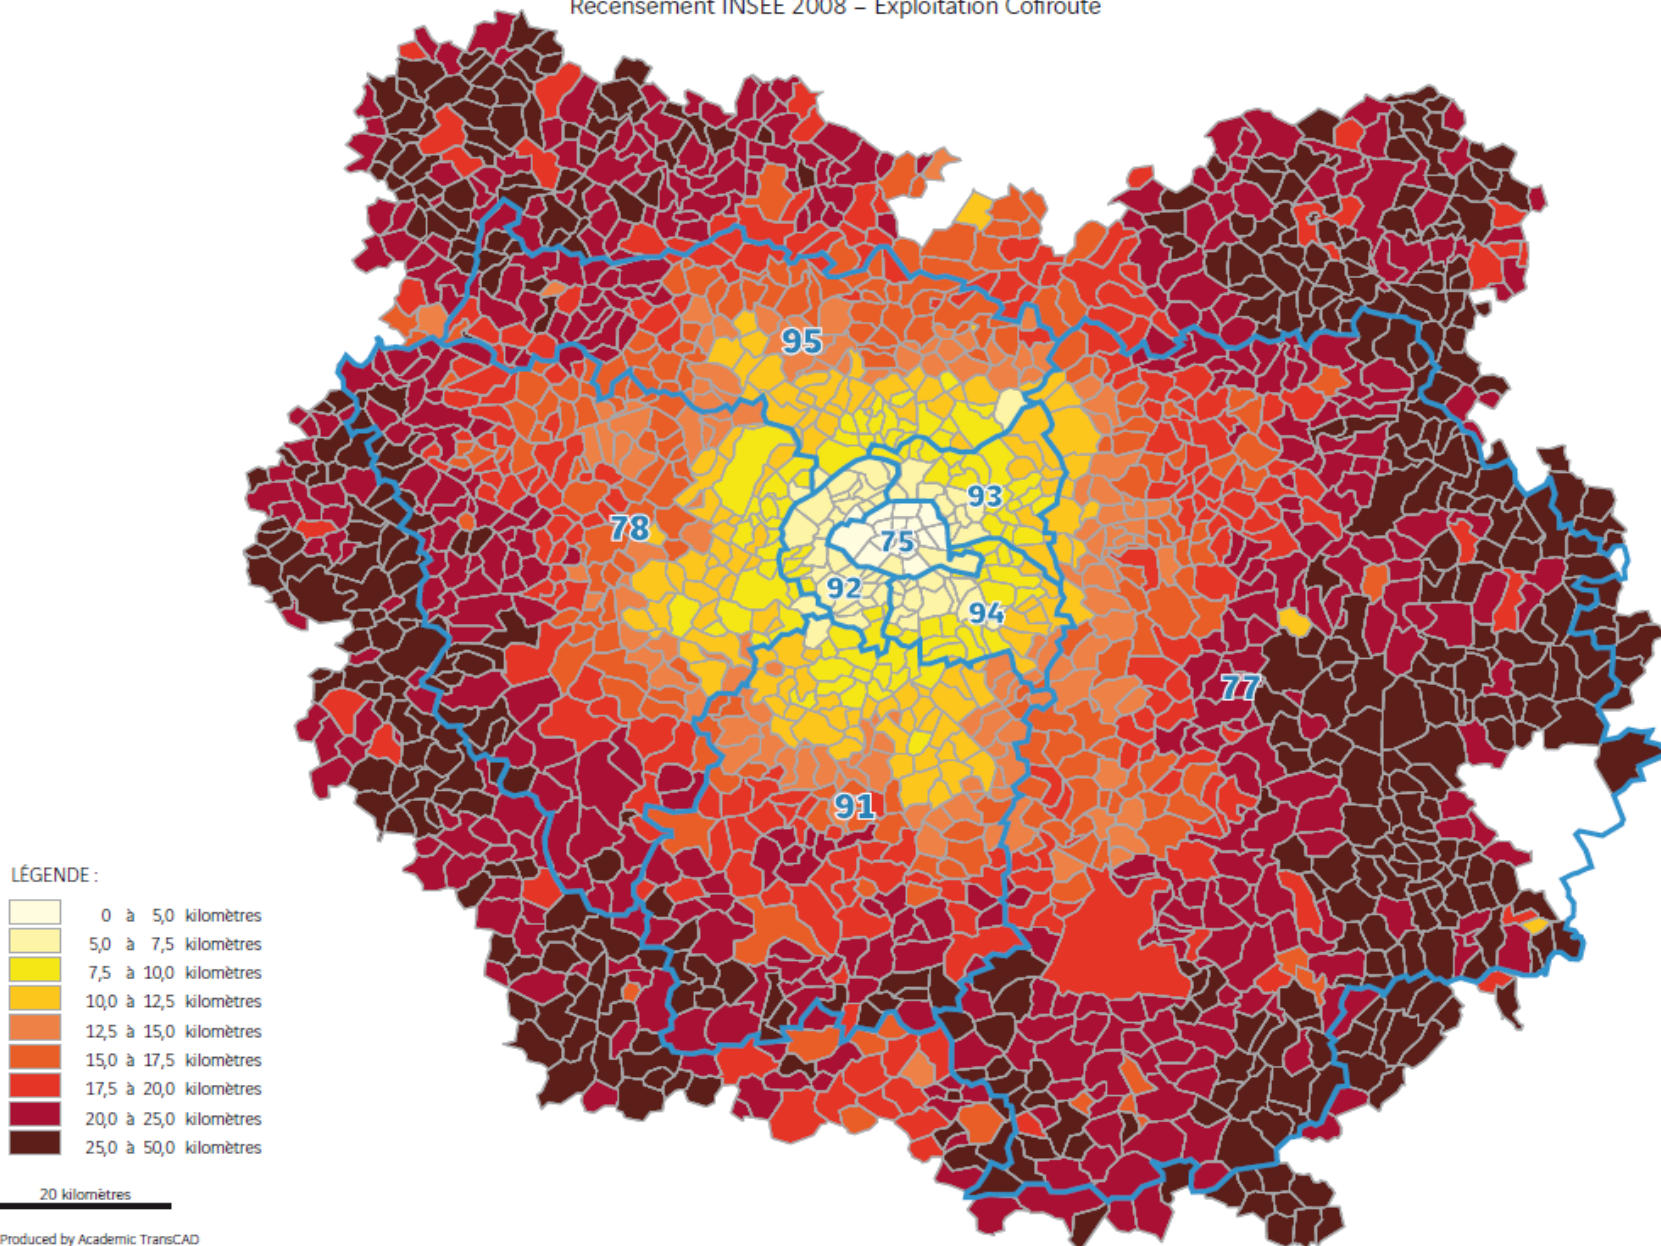 Recensement INSEE 2008 – Exploitation Cofiroute
95
93
78
75
92
94
77
91
LÉGENDE :
0 à 5,0 kilomètres
5,0 à 7,5 kilomètres
7,5 à 10,0 kilomètres
10,0 à 12,5 kilomètres
12,5 à 15,0 kilomètres
15,0 à 17,5 kilomètres
17,5 à 20,0 kilomètres
20,0 à 25,0 kilomètres
25,0 à 50,0 kilomètres
20 kilomètres
Produced by Academic TransCAD